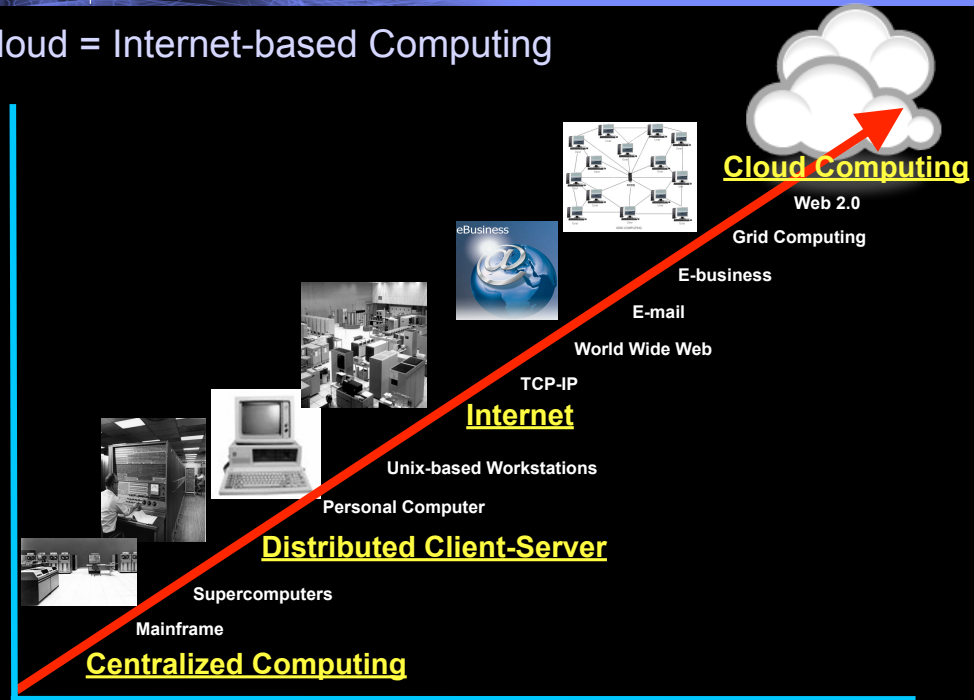 loud = Internet-based Computing
Cloud Computing
Web 2.0
Grid Computing
eBusiness
E-business
E-mail
World Wide Web
TCP-IP
Internet
Unix-based Workstations
Personal Computer
Distributed Client-Server
Supercomputers
Mainframe
Centralized Computing